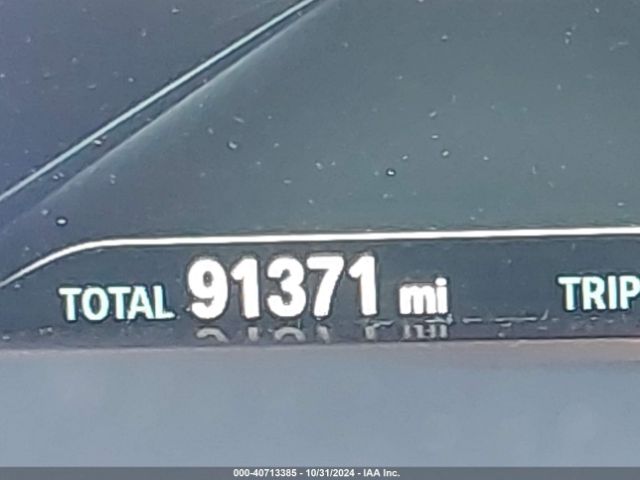 TOTAL 91371 mi TRIP
000-40713385 - 10/31/2024 - IAA Inc.